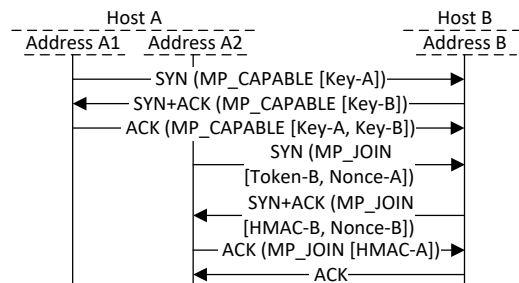 Host A
Host B
Address A1
Address A2
Address B
SYN (MP_CAPABLE [Key-A])
SYN+ACK (MP_CAPABLE [Key-B])
ACK (MP_CAPABLE [Key-A, Key-B])
SYN (MP_JOIN
[Token-B, Nonce-A])
SYN+ACK (MP_JOIN
[HMAC-B, Nonce-B])
ACK (MP_JOIN [HMAC-A])
ACK